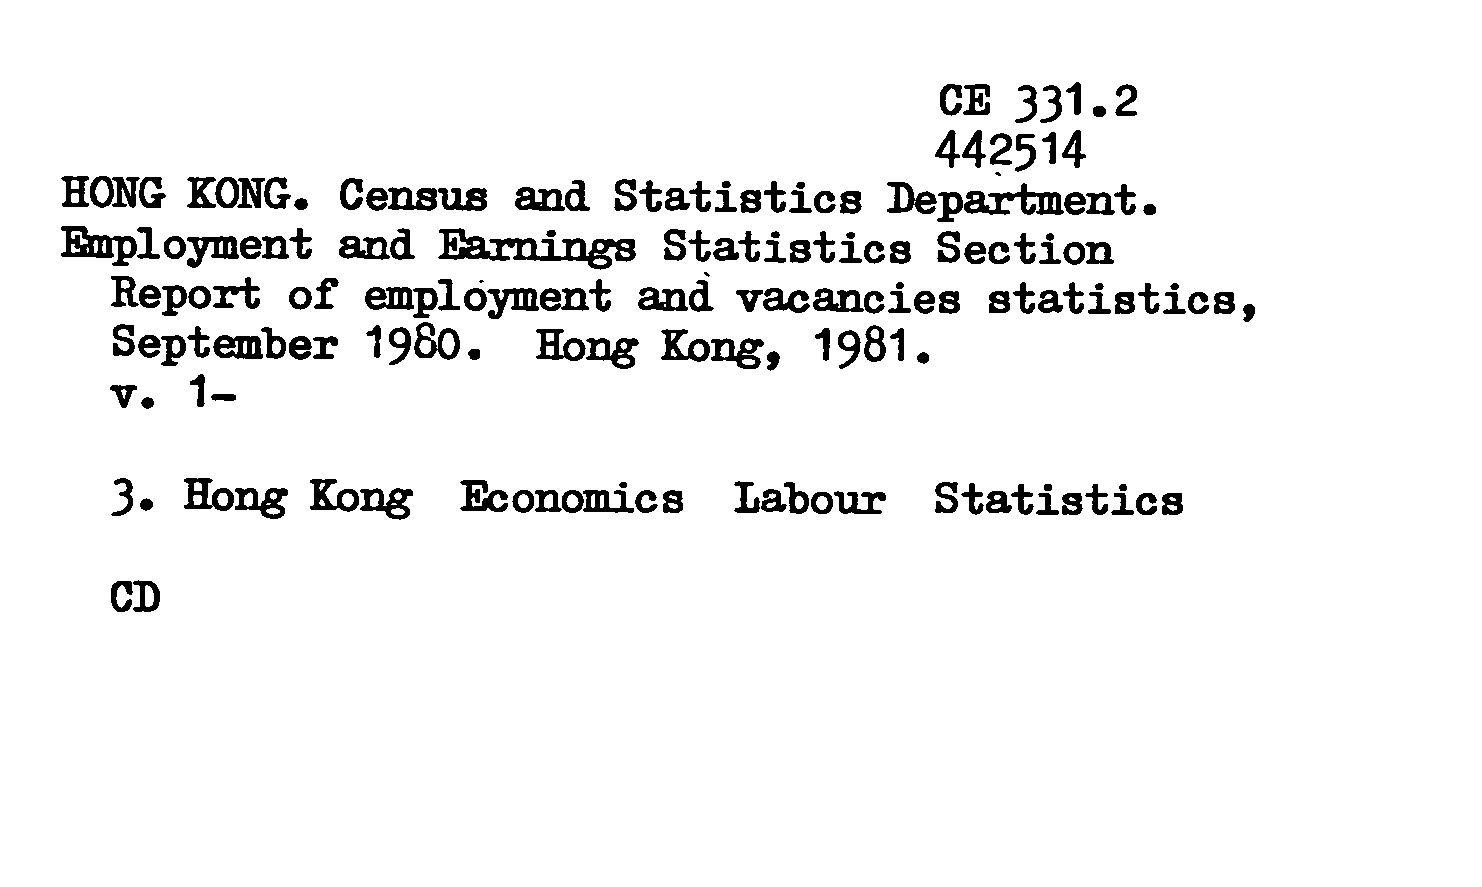 CE 331.2
442514
HONG KONG. Census and Statistics Department.
Employment and Earnings Statistics Section
Report of employment and vacancies statistics,
September 1980. Hong Kong, 1981.
v. 1-
3. Hong Kong Economics Labour Statistics
CD